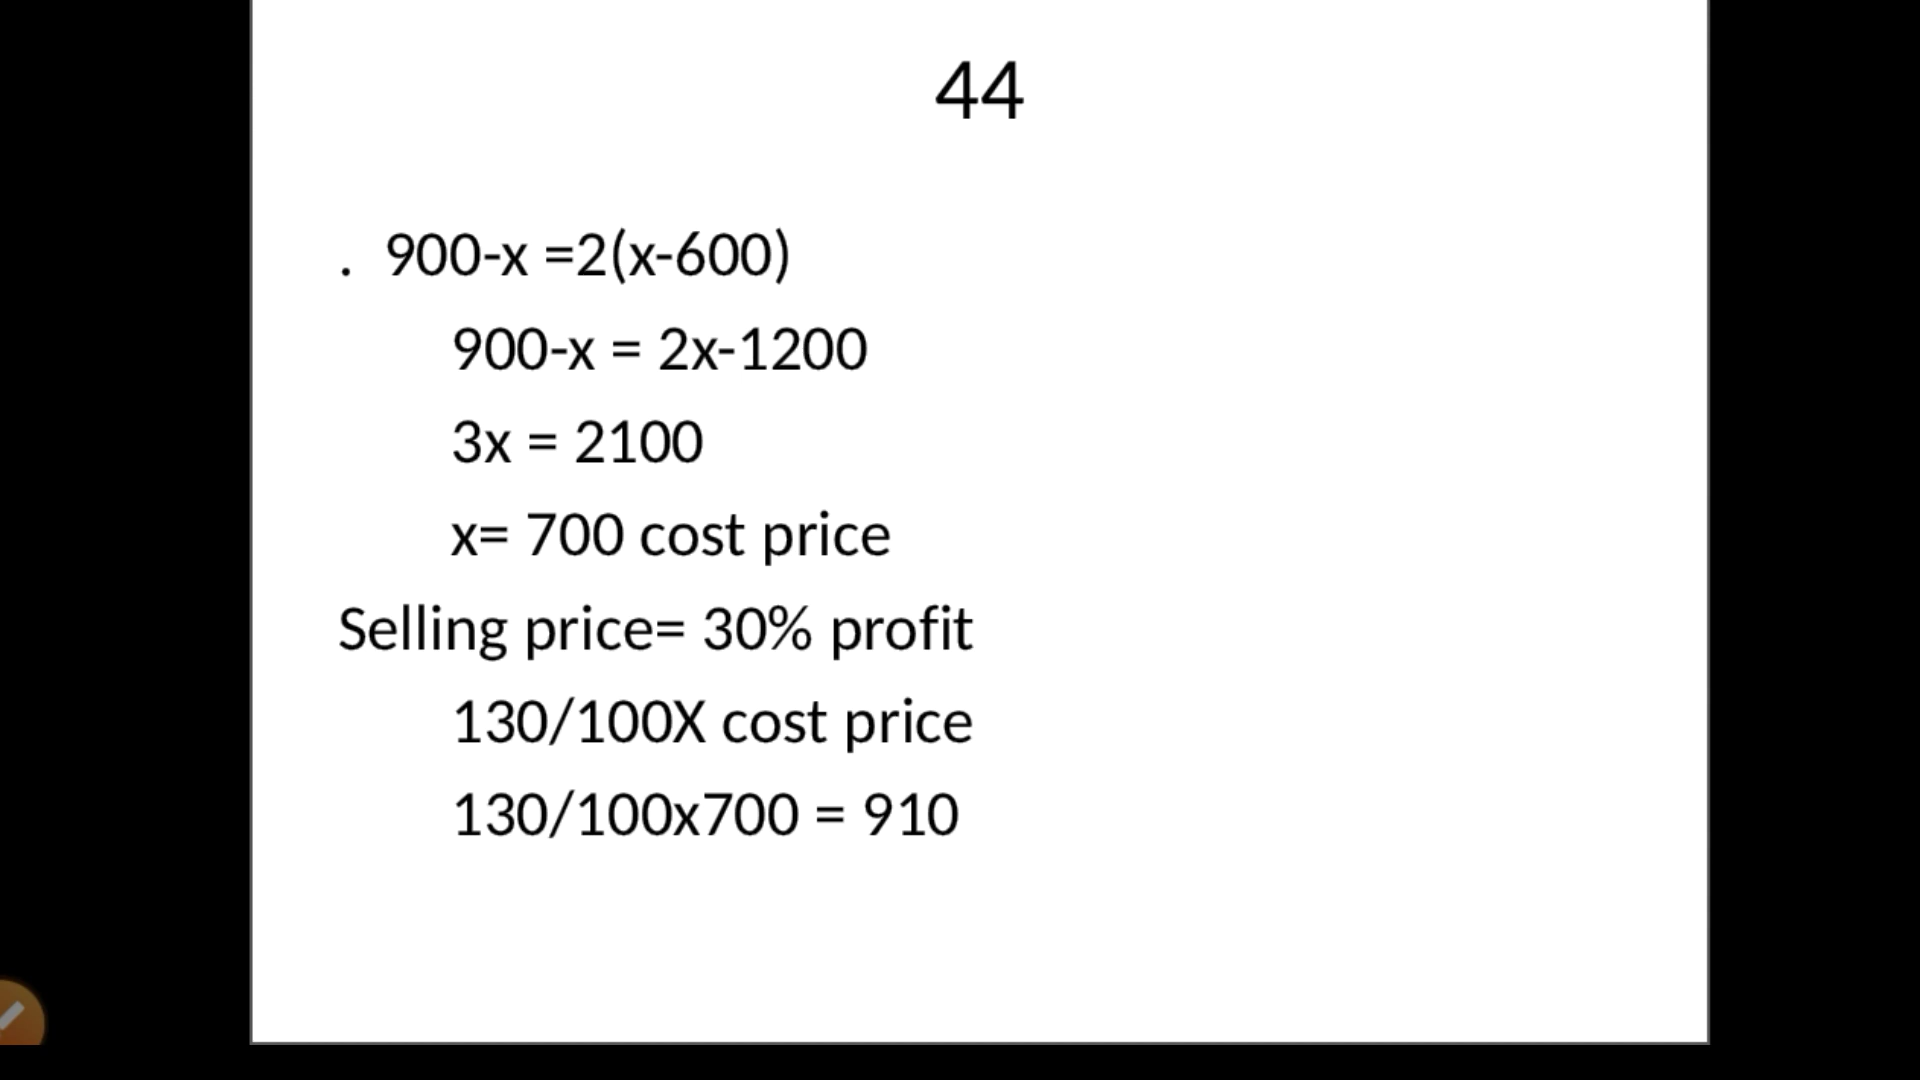 44
. 900-x =2(x-600)
900-x = 2x-1200
3x = 2100
x= 700 cost price
Selling price= 30% profit
130/100X cost price
130/100x700 = 910